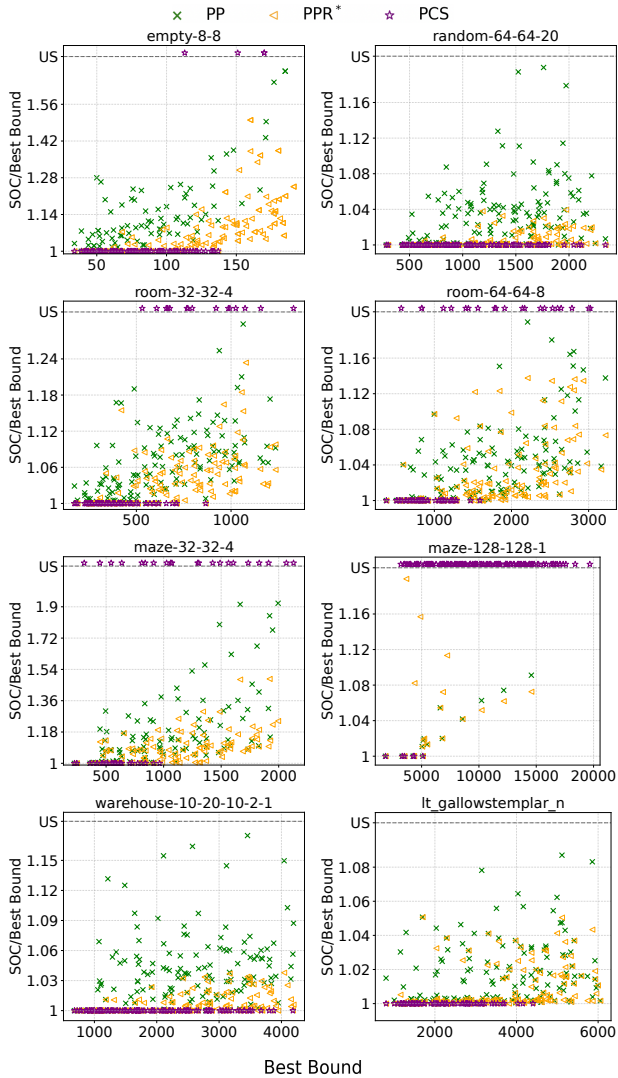 PP PPR* PCS
empty-8-8
US
1.56
1.42
1.28
1.14
1
SOC/Best Bound
50 100 150
random-64-64-20
US
1.16
1.12
1.08
1.04
1
SOC/Best Bound
500 1000 1500 2000
room-32-32-4
US
1.24
1.18
1.12
1.06
1
SOC/Best Bound
500 1000
room-64-64-8
US
1.16
1.12
1.08
1.04
1
SOC/Best Bound
1000 2000 3000
maze-32-32-4
US
1.9
1.72
1.54
1.36
1.18
1
SOC/Best Bound
500 1000 1500 2000
maze-128-128-1
US
1.16
1.12
1.08
1.04
1
SOC/Best Bound
5000 10000 15000 20000
warehouse-10-20-10-2-1
US
1.15
1.12
1.09
1.06
1.03
1
SOC/Best Bound
1000 2000 3000 4000
lt_gallowstemplar_n
US
1.08
1.06
1.04
1.02
1
SOC/Best Bound
2000 4000 6000
Best Bound